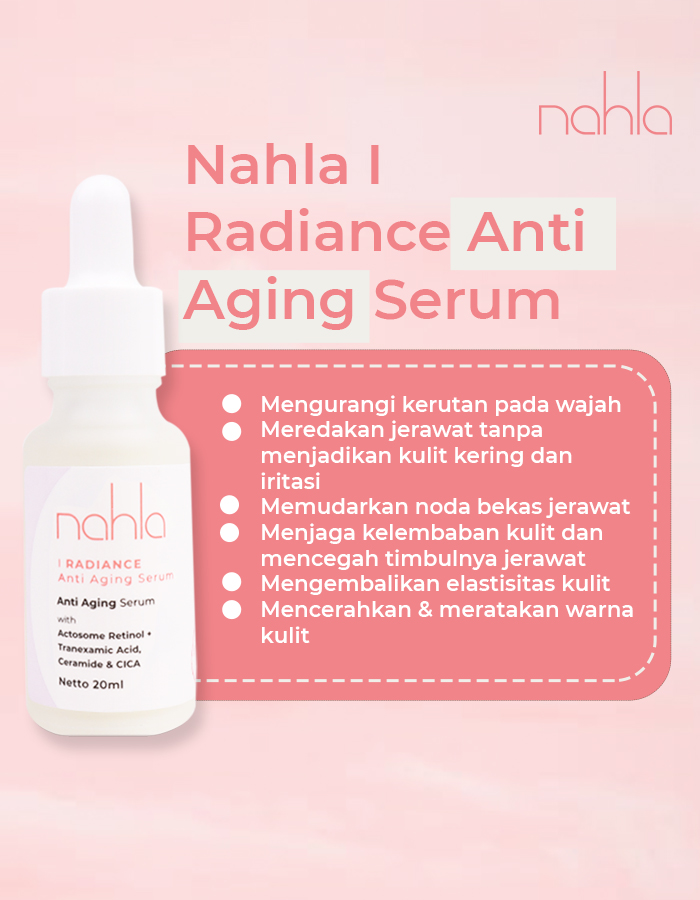 nahla
Nahla I
Radiance Anti
Aging Serum
Mengurangi kerutan pada wajah
Meredakan jerawat tanpa
menjadikan kulit kering dan
iritasi
Memudarkan noda bekas jerawat
Menjaga kelembaban kulit dan
mencegah timbulnya jerawat
Mengembalikan elastisitas kulit
Mencerahkan & meratakan warna
kulit
nahla
I RADIANCE
Anti Aging Serum
Anti Aging Serum
with
Actosome Retinol •
Tranexamic Acid,
Ceramide & CICA
Netto 20ml